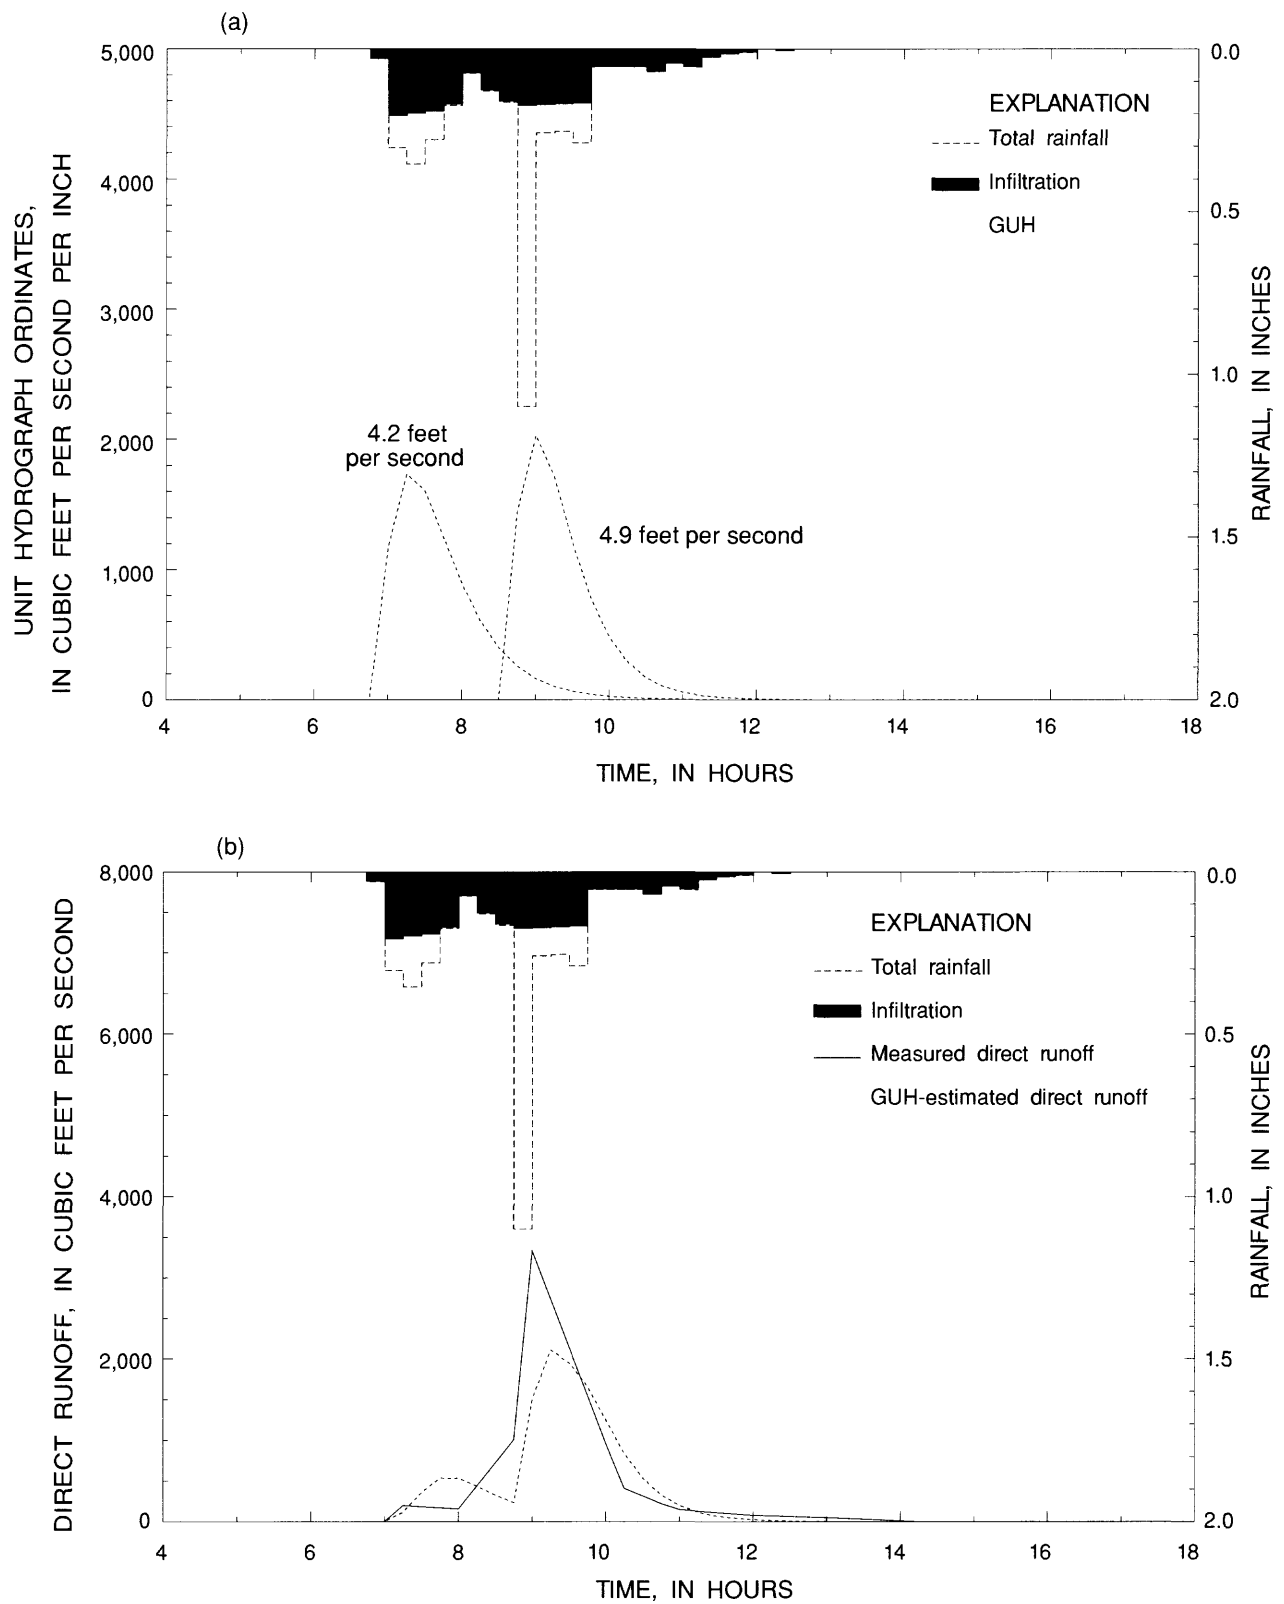 (a)
UNIT HYDROGRAPH ORDINATES,
IN CUBIC FEET PER SECOND PER INCH
5,000
4,000
3,000
2,000
1,000
0
0.0
0.5
1.0
1.5
2.0
RAINFALL, IN INCHES
EXPLANATION
Total rainfall
Infiltration
GUH
4.2 feet
per second
4.9 feet per second
4 6 8 10 12 14 16 18
TIME, IN HOURS
(b)
DIRECT RUNOFF, IN CUBIC FEET PER SECOND
8,000
6,000
4,000
2,000
0
0.0
0.5
1.0
1.5
2.0
RAINFALL, IN INCHES
EXPLANATION
Total rainfall
Infiltration
Measured direct runoff
GUH-estimated direct runoff
4 6 8 10 12 14 16 18
TIME, IN HOURS